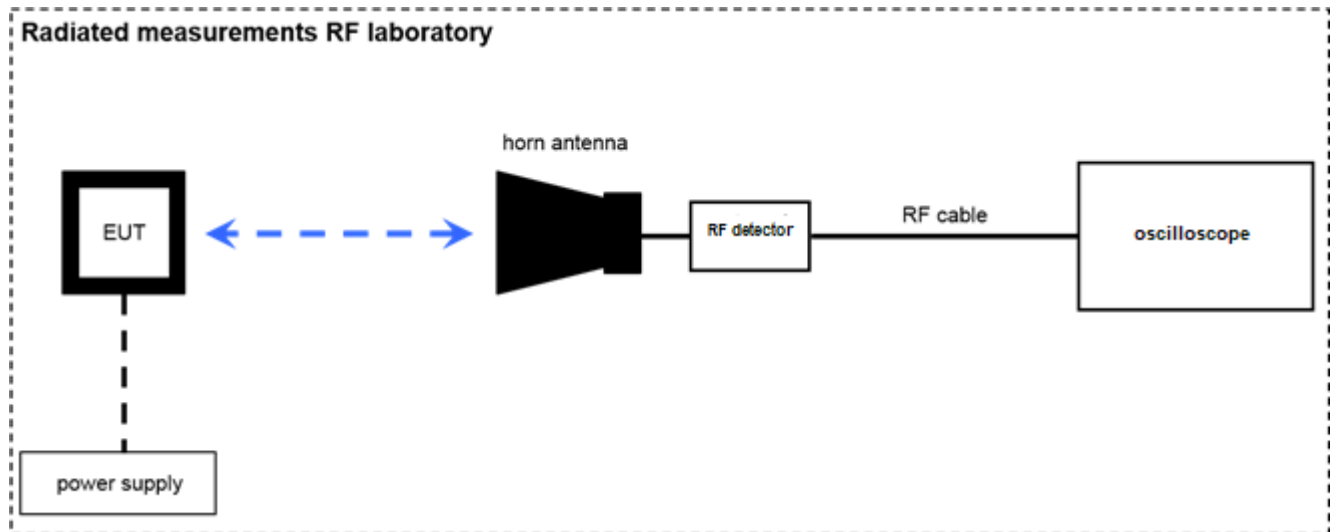 Radiated measurements RF laboratory
horn antenna
EUT
RF detector
RF cable
oscilloscope
power supply